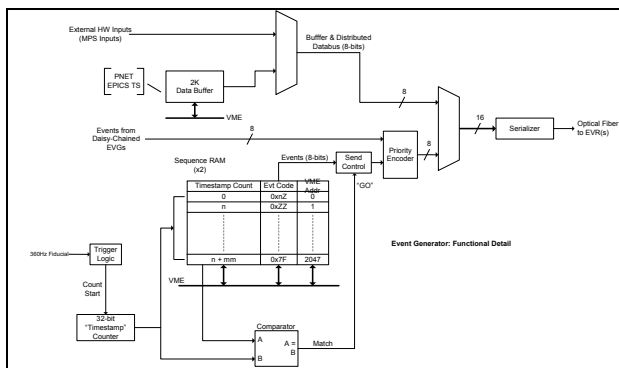 External HW Inputs
(MPS Inputs)
Bufffer & Distributed
Databus (8-bits)
PNET
EPICS TS
2K
Data Buffer
VME
8
8
16
Serializer
Optical Fiber
to EVR(s)
Events from
Daisy-Chained
EVGs
8
Priority
Encoder
Sequence RAM
(x2)
Events (8-bits)
Send
Control
"GO"
Timestamp Count Evt Code VME Addr
0 0xnZ 0
n 0xZZ 1
n + mm 0x7F 2047
Event Generator: Functional Detail
360Hz Fiducial
Trigger
Logic
Count
Start
VME
32-bit
"Timestamp"
Counter
Comparator
A
B
A =
B
Match